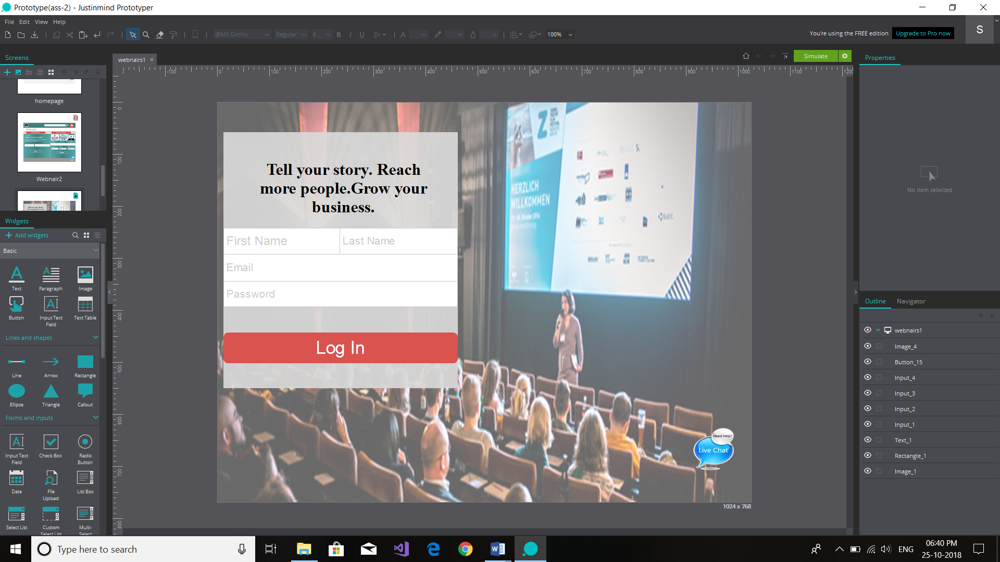 Prototype(ass-2) - Justinmind Prototyper
File Edit View Help
@MS Gothic Regular 6 B I U A 100%
You're using the FREE edition Upgrade to Pro now S
Screens
webnairs1
Simulate
Properties
-100 0 100 200 300 400 500 600 700 800 900 1000 1100 1200
homepage
Webnair2
Widgets
Add widgets
Basic
Text Paragraph Image
Button Input Text Field Text Table
Lines and shapes
Line Arrow Rectangle
Ellipse Triangle Callout
Forms and inputs
Input Text Field Check Box Radio Button
Date File Upload List Box
Select List Custom Select List Multi-Select
0
100
200
300
400
500
600
700
800
Tell your story. Reach
more people.Grow your
business.
First Name Last Name
Email
Password
Log In
Z
HERZLICH
WILLKOMMEN
GUCC
Need Help?
Live Chat
1024 x 768
No item selected
Outline Navigator
webnairs1
Image_4
Button_15
Input_4
Input_3
Input_2
Input_1
Text_1
Rectangle_1
Image_1
Type here to search
ENG
06:40 PM
25-10-2018